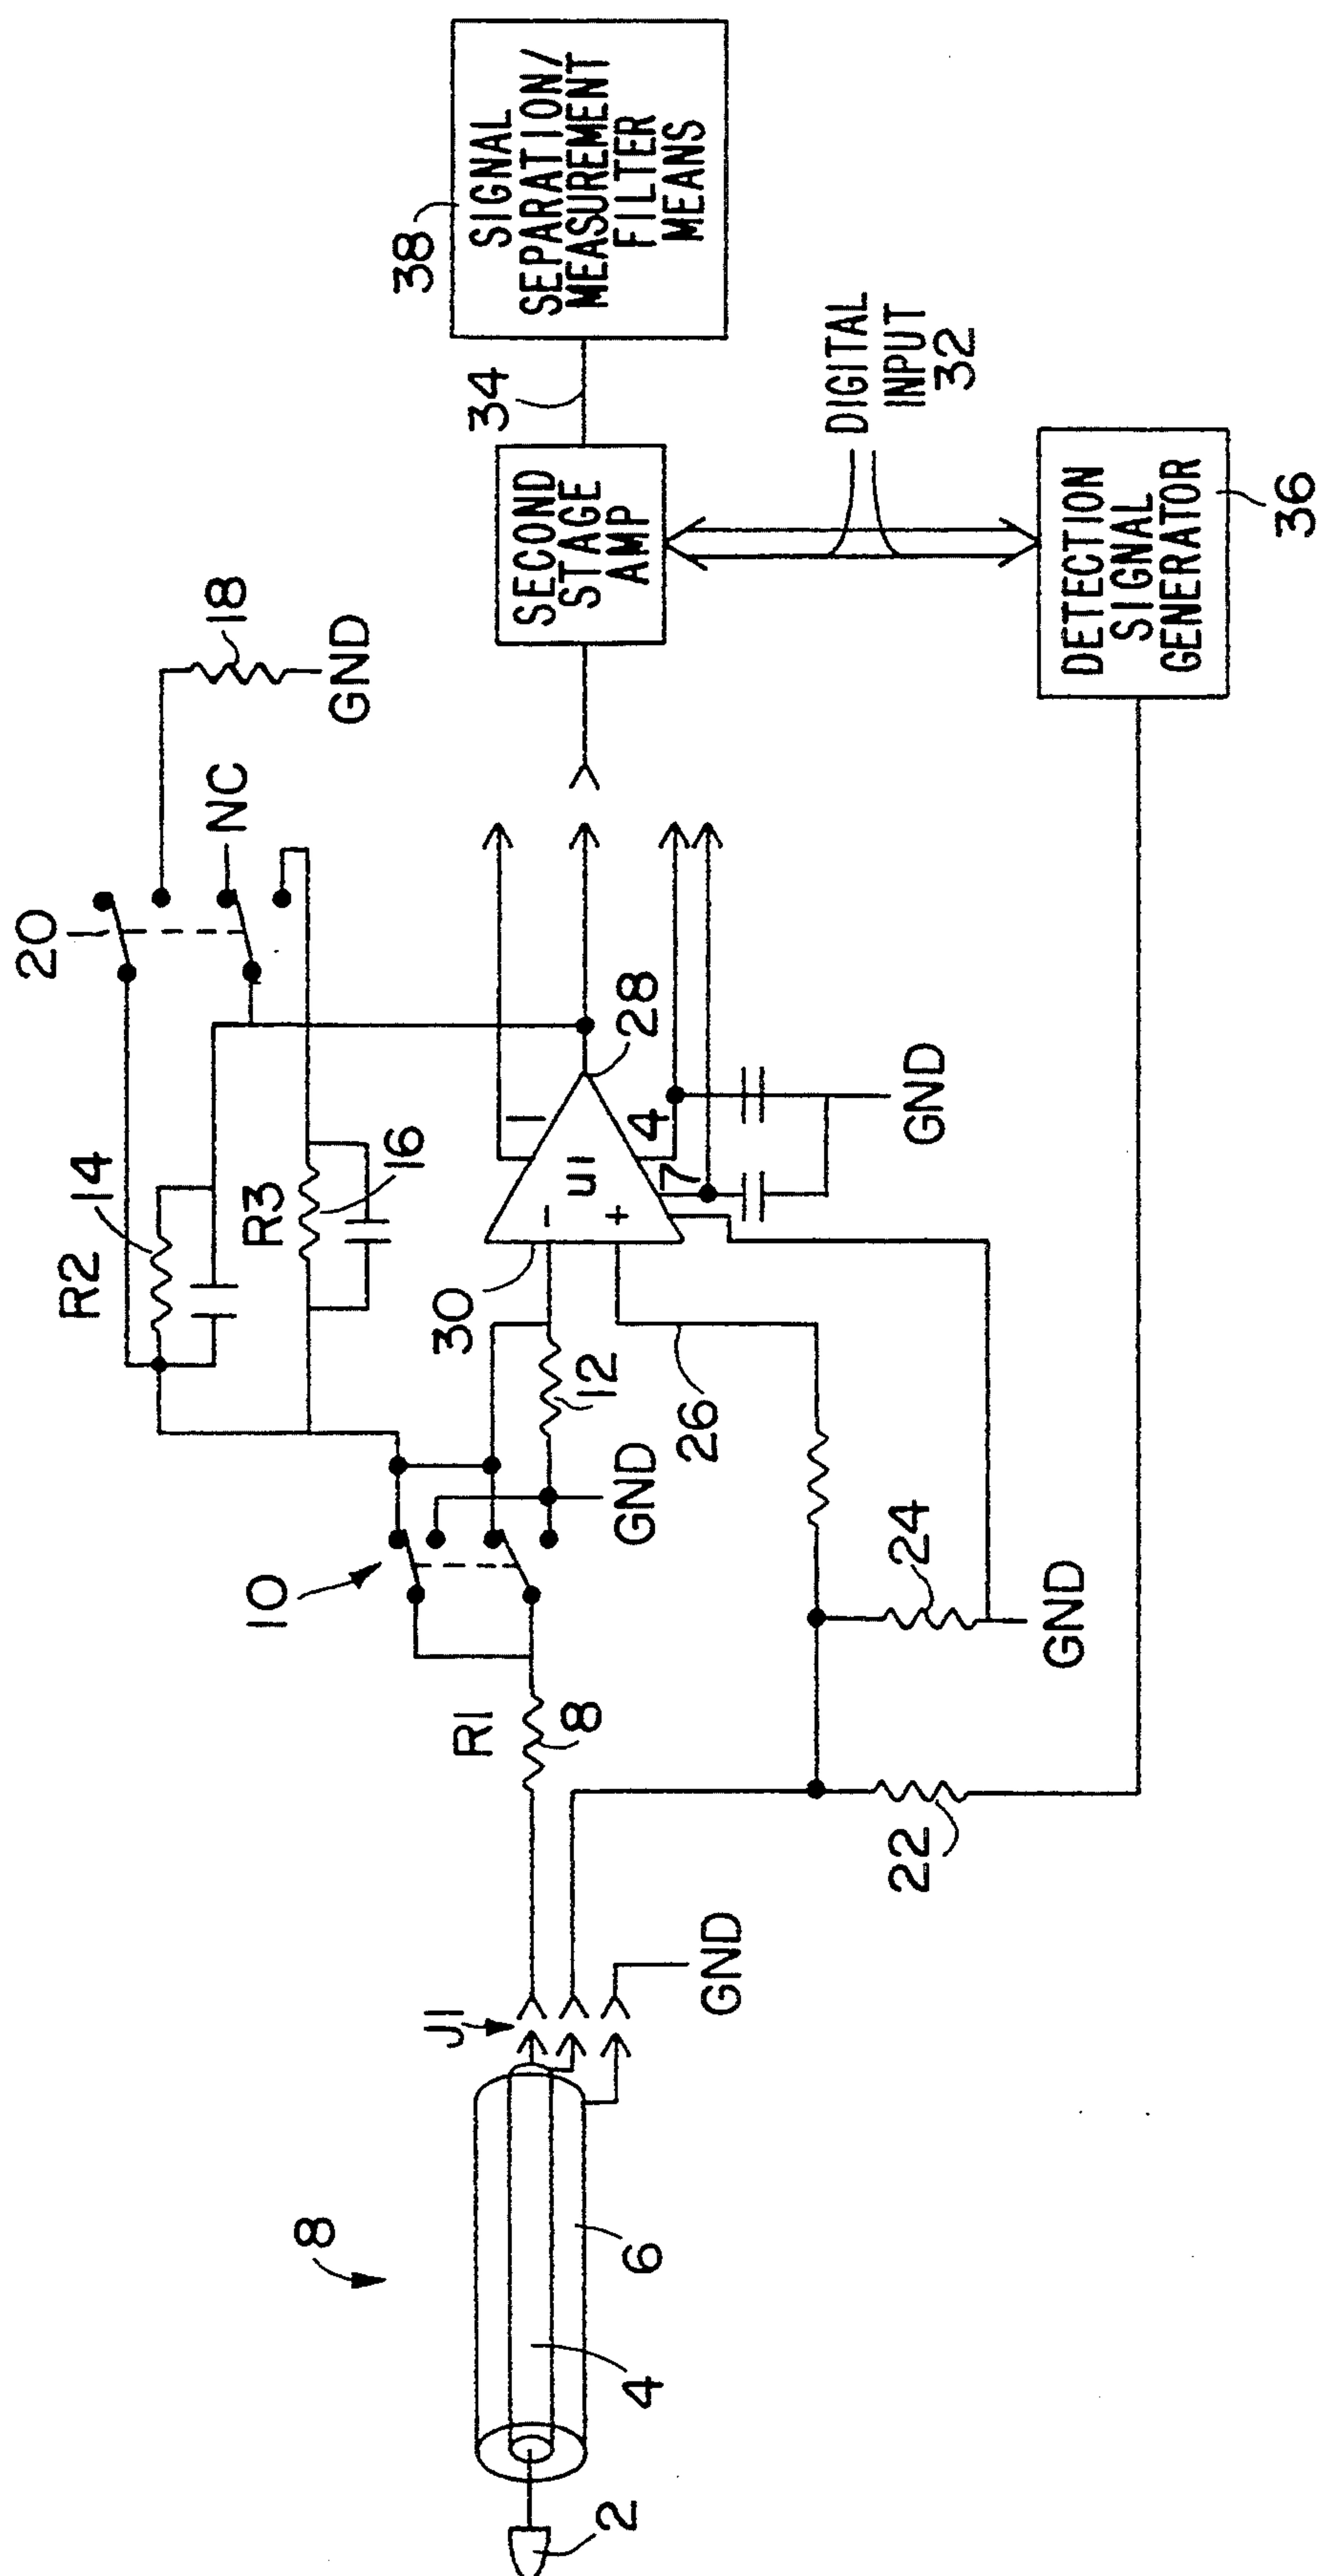 8
2
4
6
J1
GND
R1
8
10
GND
12
R2
14
R3
16
20
NC
18
GND
30
u1
-
+
1
7
4
28
GND
26
24
GND
22
SECOND
STAGE
AMP
34
38
SIGNAL
SEPARATION/
MEASUREMENT
FILTER
MEANS
DIGITAL
INPUT
32
DETECTION
SIGNAL
GENERATOR
36